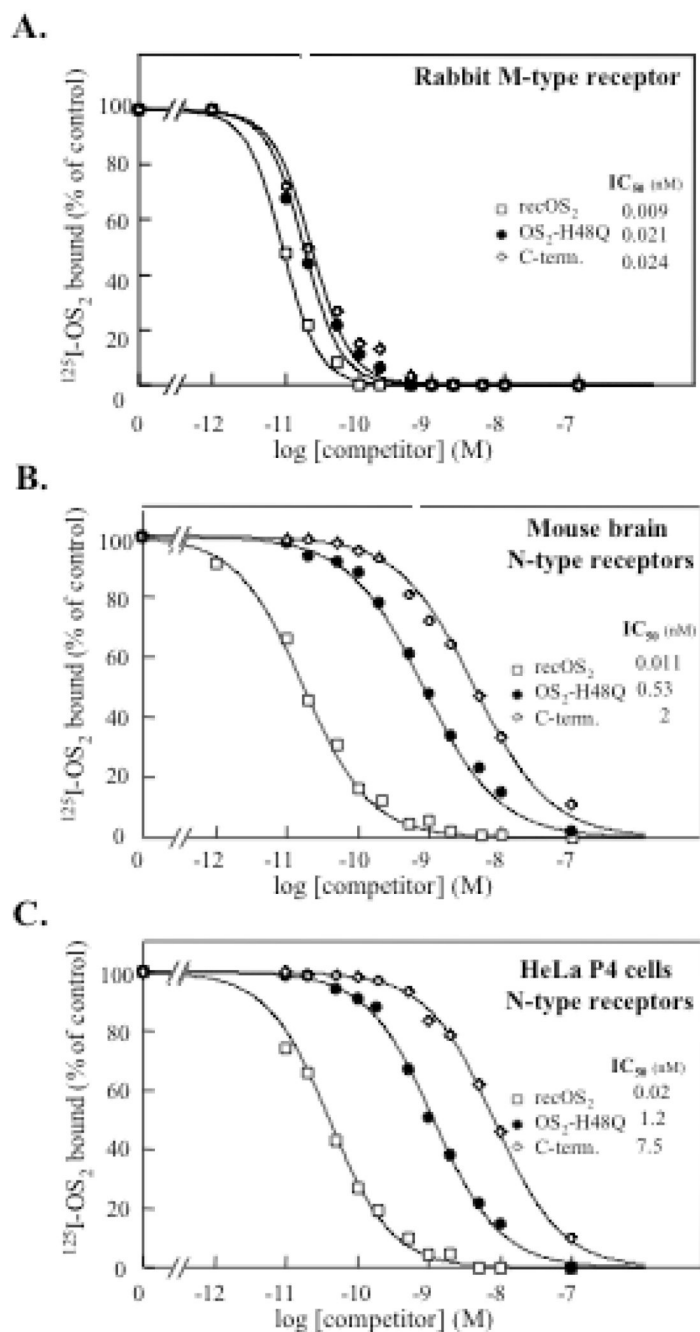 A.
Rabbit M-type receptor
¹²⁵I-OS₂ bound (% of control)
100
80
60
40
20
0
IC₅₀ (nM)
recOS₂ 0.009
OS₂-H48Q 0.021
C-term. 0.024
0 -12 -11 -10 -9 -8 -7
log [competitor] (M)
B.
Mouse brain
N-type receptors
¹²⁵I-OS₂ bound (% of control)
100
80
60
40
20
0
IC₅₀ (nM)
recOS₂ 0.011
OS₂-H48Q 0.53
C-term. 2
0 -12 -11 -10 -9 -8 -7
log [competitor] (M)
C.
HeLa P4 cells
N-type receptors
¹²⁵I-OS₂ bound (% of control)
100
80
60
40
20
0
IC₅₀ (nM)
recOS₂ 0.02
OS₂-H48Q 1.2
C-term. 7.5
0 -12 -11 -10 -9 -8 -7
log [competitor] (M)